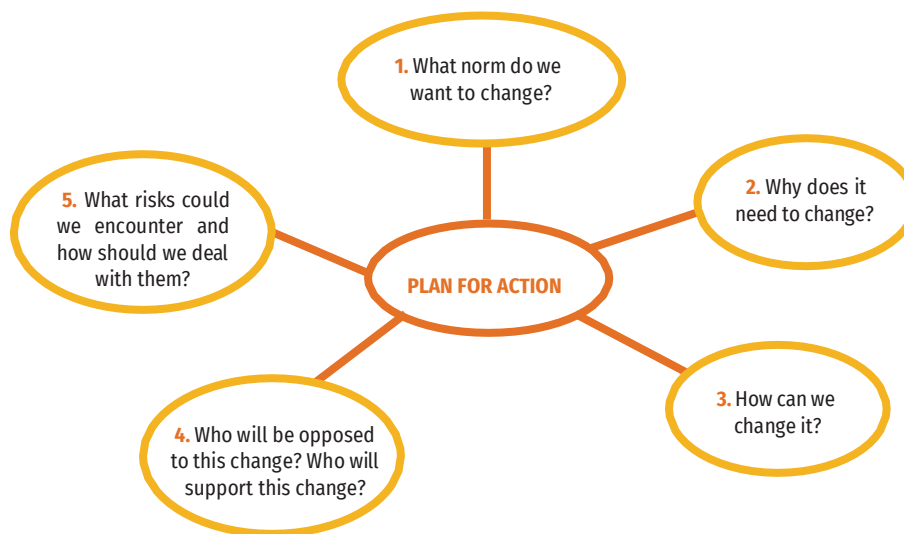 1. What norm do we
want to change?
2. Why does it
need to change?
3. How can we
change it?
4. Who will be opposed
to this change? Who will
support this change?
5. What risks could
we encounter and
how should we deal
with them?
PLAN FOR ACTION